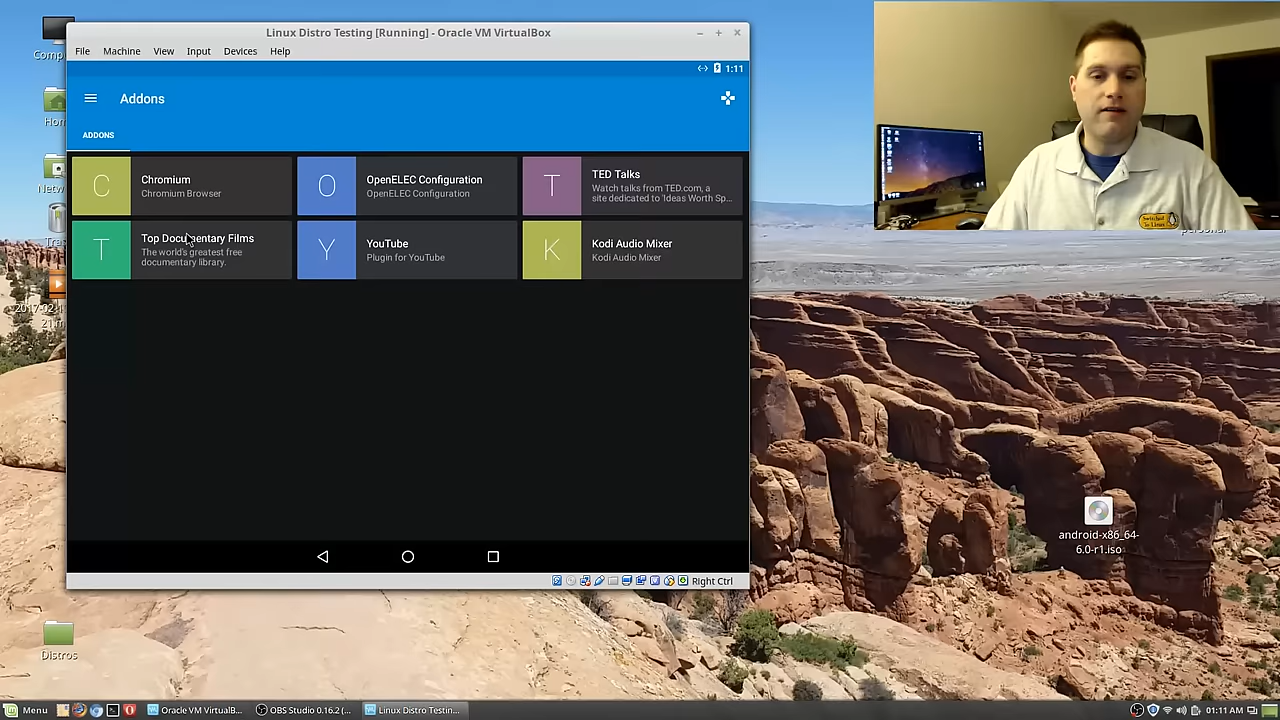 Linux Distro Testing [Running] - Oracle VM VirtualBox
File Machine View Input Devices Help
1:11
Addons
ADDONS
C
Chromium
Chromium Browser
O
OpenELEC Configuration
OpenELEC Configuration
T
TED Talks
Watch talks from TED.com, a
site dedicated to 'Ideas Worth Sp...
T
Top Documentary Films
The world's greatest free
documentary library.
Y
YouTube
Plugin for YouTube
K
Kodi Audio Mixer
Kodi Audio Mixer
Right Ctrl
Switched
To Linux
android-x86_64-
6.0-r1.iso
Distros
Menu
Oracle VM VirtualB...
OBS Studio 0.16.2 (...
Linux Distro Testin...
01:11 AM